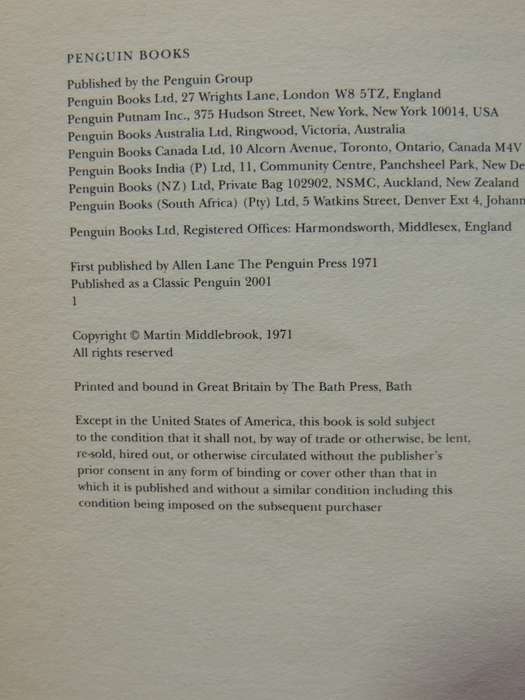 PENGUIN BOOKS
Published by the Penguin Group
Penguin Books Ltd, 27 Wrights Lane, London W8 5TZ, England
Penguin Putnam Inc., 375 Hudson Street, New York, New York 10014, USA
Penguin Books Australia Ltd, Ringwood, Victoria, Australia
Penguin Books Canada Ltd, 10 Alcorn Avenue, Toronto, Ontario, Canada M4V
Penguin Books India (P) Ltd, 11, Community Centre, Panchsheel Park, New De
Penguin Books (NZ) Ltd, Private Bag 102902, NSMC, Auckland, New Zealand
Penguin Books (South Africa) (Pty) Ltd, 5 Watkins Street, Denver Ext 4, Johann
Penguin Books Ltd, Registered Offices: Harmondsworth, Middlesex, England
First published by Allen Lane The Penguin Press 1971
Published as a Classic Penguin 2001
1
Copyright © Martin Middlebrook, 1971
All rights reserved
Printed and bound in Great Britain by The Bath Press, Bath
Except in the United States of America, this book is sold subject
to the condition that it shall not, by way of trade or otherwise, be lent,
re-sold, hired out, or otherwise circulated without the publisher's
prior consent in any form of binding or cover other than that in
which it is published and without a similar condition including this
condition being imposed on the subsequent purchaser